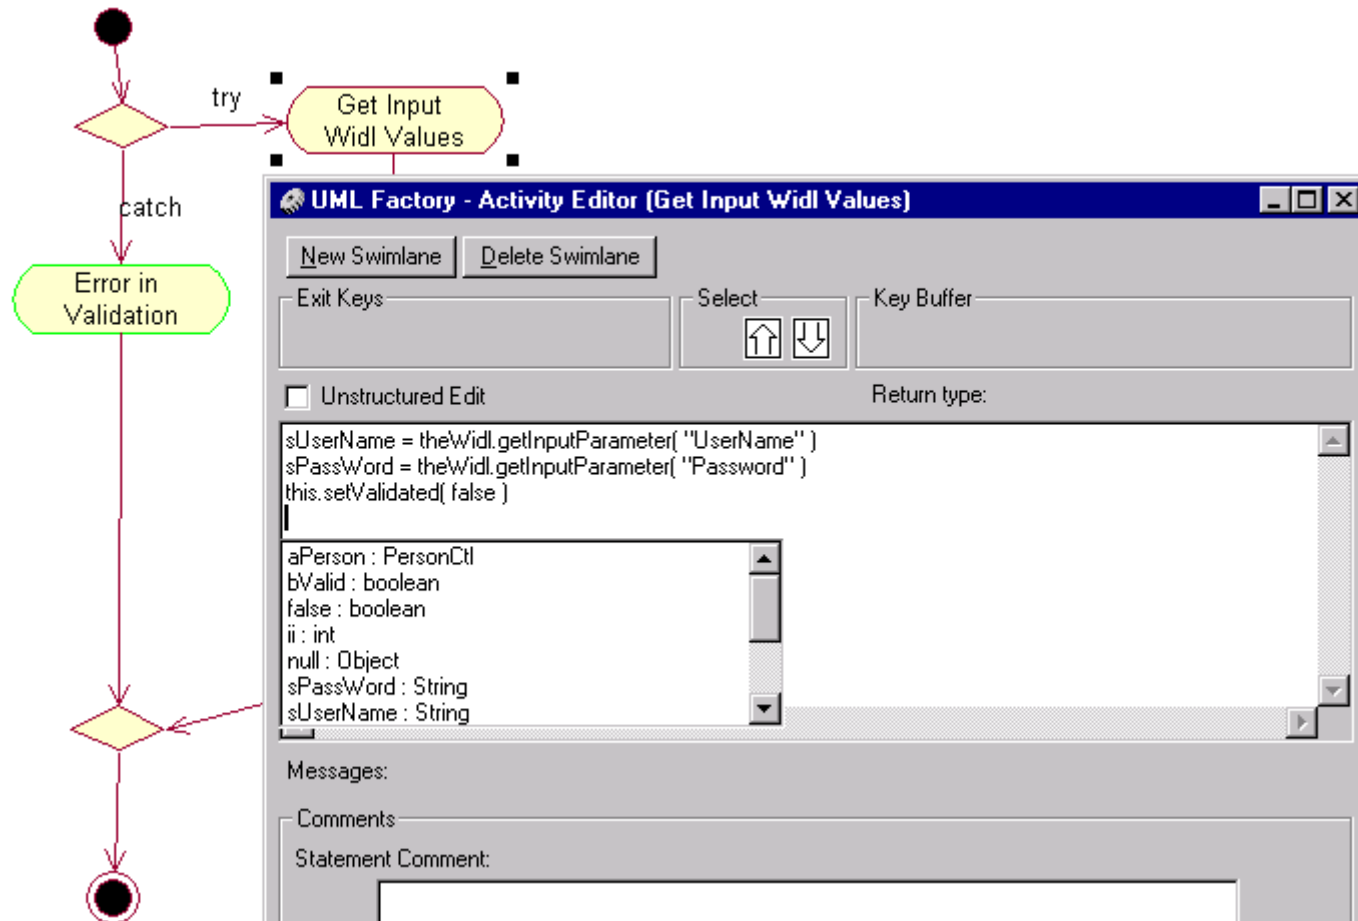 try
Get Input
Widl Values
catch
Error in
Validation
UML Factory - Activity Editor (Get Input Widl Values)
New Swimlane
Delete Swimlane
Exit Keys
Select
Key Buffer
Unstructured Edit
Return type:
sUserName = theWidl.getInputParameter( "UserName" )
sPassWord = theWidl.getInputParameter( "Password" )
this.setValidated( false )
aPerson : PersonCtl
bValid : boolean
false : boolean
ii : int
null : Object
sPassWord : String
sUserName : String
Messages:
Comments
Statement Comment: